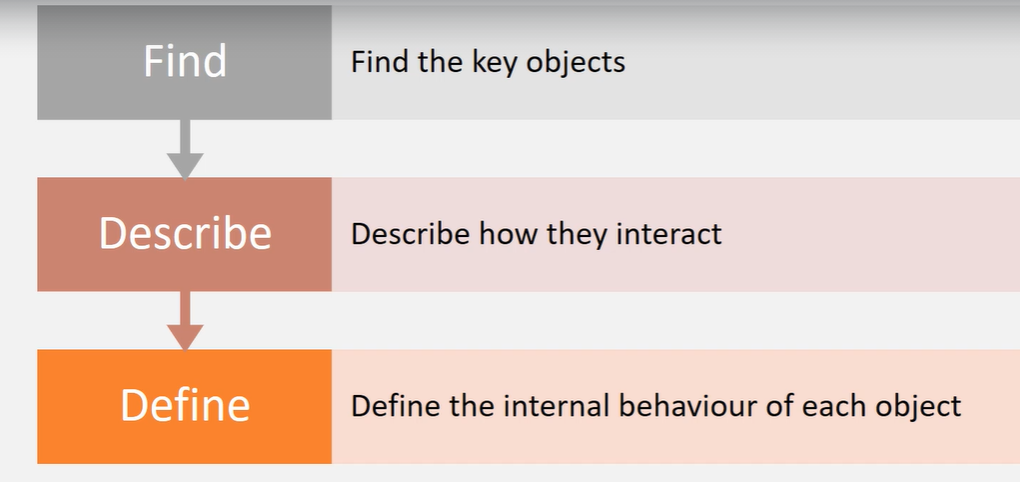 Find
Find the key objects
Describe
Describe how they interact
Define
Define the internal behaviour of each object